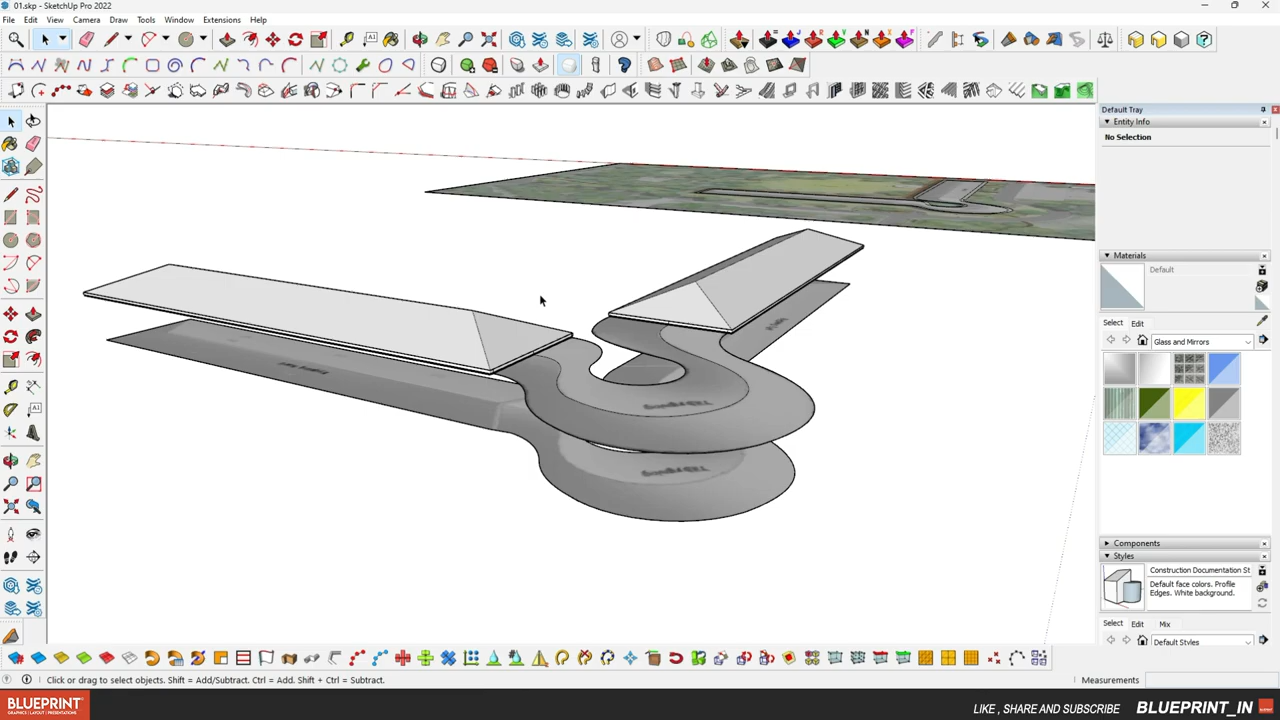 01.skp - SketchUp Pro 2022
File Edit View Camera Draw Tools Window Extensions Help
Default Tray
Entity Info
No Selection
Materials
Default
Select Edit
Glass and Mirrors
Components
Styles
Construction Documentation St
Default face colors. Profile
Edges. White background.
Select Edit Mix
Default Styles
Click or drag to select objects. Shift = Add/Subtract. Ctrl = Add. Shift + Ctrl = Subtract.
Measurements
BLUEPRINT
GRAPHICS | LAYOUT | PRESENTATIONS
LIKE , SHARE AND SUBSCRIBE BLUEPRINT_IN